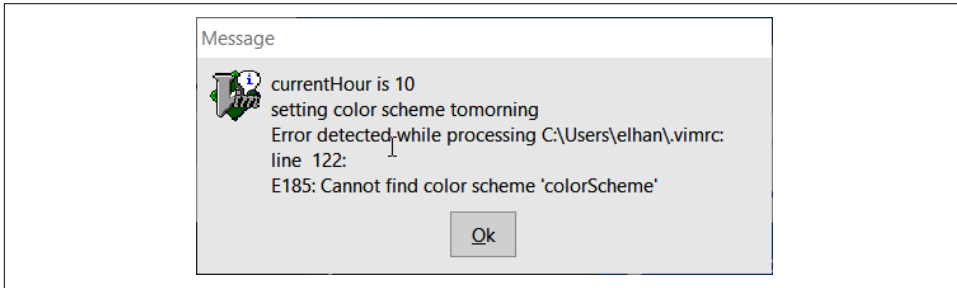 Message
currentHour is 10
setting color scheme tomorning
Error detected while processing C:\Users\elhan\.vimrc:
line  122:
E185: Cannot find color scheme 'colorScheme'
Ok